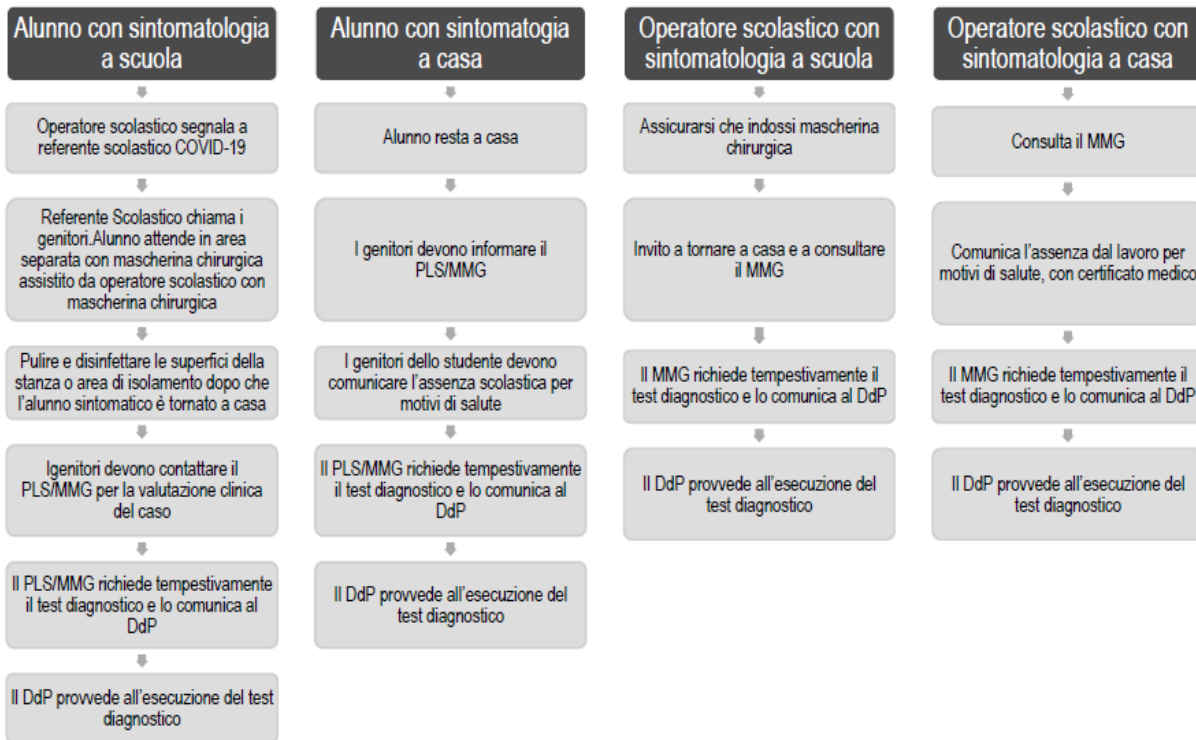 Alunno con sintomatologia
a scuola
Operatore scolastico segnala a
referente scolastico COVID-19
Referente Scolastico chiama i
genitori.Alunno attende in area
separata con mascherina chirurgica
assistito da operatore scolastico con
mascherina chirurgica
Pulire e disinfettare le superfici della
stanza o area di isolamento dopo che
l'alunno sintomatico è tornato a casa
Igenitori devono contattare il
PLS/MMG per la valutazione clinica
del caso
Il PLS/MMG richiede tempestivamente
il test diagnostico e lo comunica al
DdP
Il DdP provvede all'esecuzione del test
diagnostico
Alunno con sintomatogia
a casa
Alunno resta a casa
I genitori devono informare il
PLS/MMG
I genitori dello studente devono
comunicare l'assenza scolastica per
motivi di salute
Il PLS/MMG richiede tempestivamente
il test diagnostico e lo comunica al
DdP
Il DdP provvede all'esecuzione del
test diagnostico
Operatore scolastico con
sintomatologia a scuola
Assicurarsi che indossi mascherina
chirurgica
Invito a tornare a casa e a consultare
il MMG
Il MMG richiede tempestivamente il
test diagnostico e lo comunica al DdP
Il DdP provvede all'esecuzione del
test diagnostico
Operatore scolastico con
sintomatologia a casa
Consulta il MMG
Comunica l'assenza dal lavoro per
motivi di salute, con certificato medico
Il MMG richiede tempestivamente il
test diagnostico e lo comunica al DdP
Il DdP provvede all'esecuzione del
test diagnostico